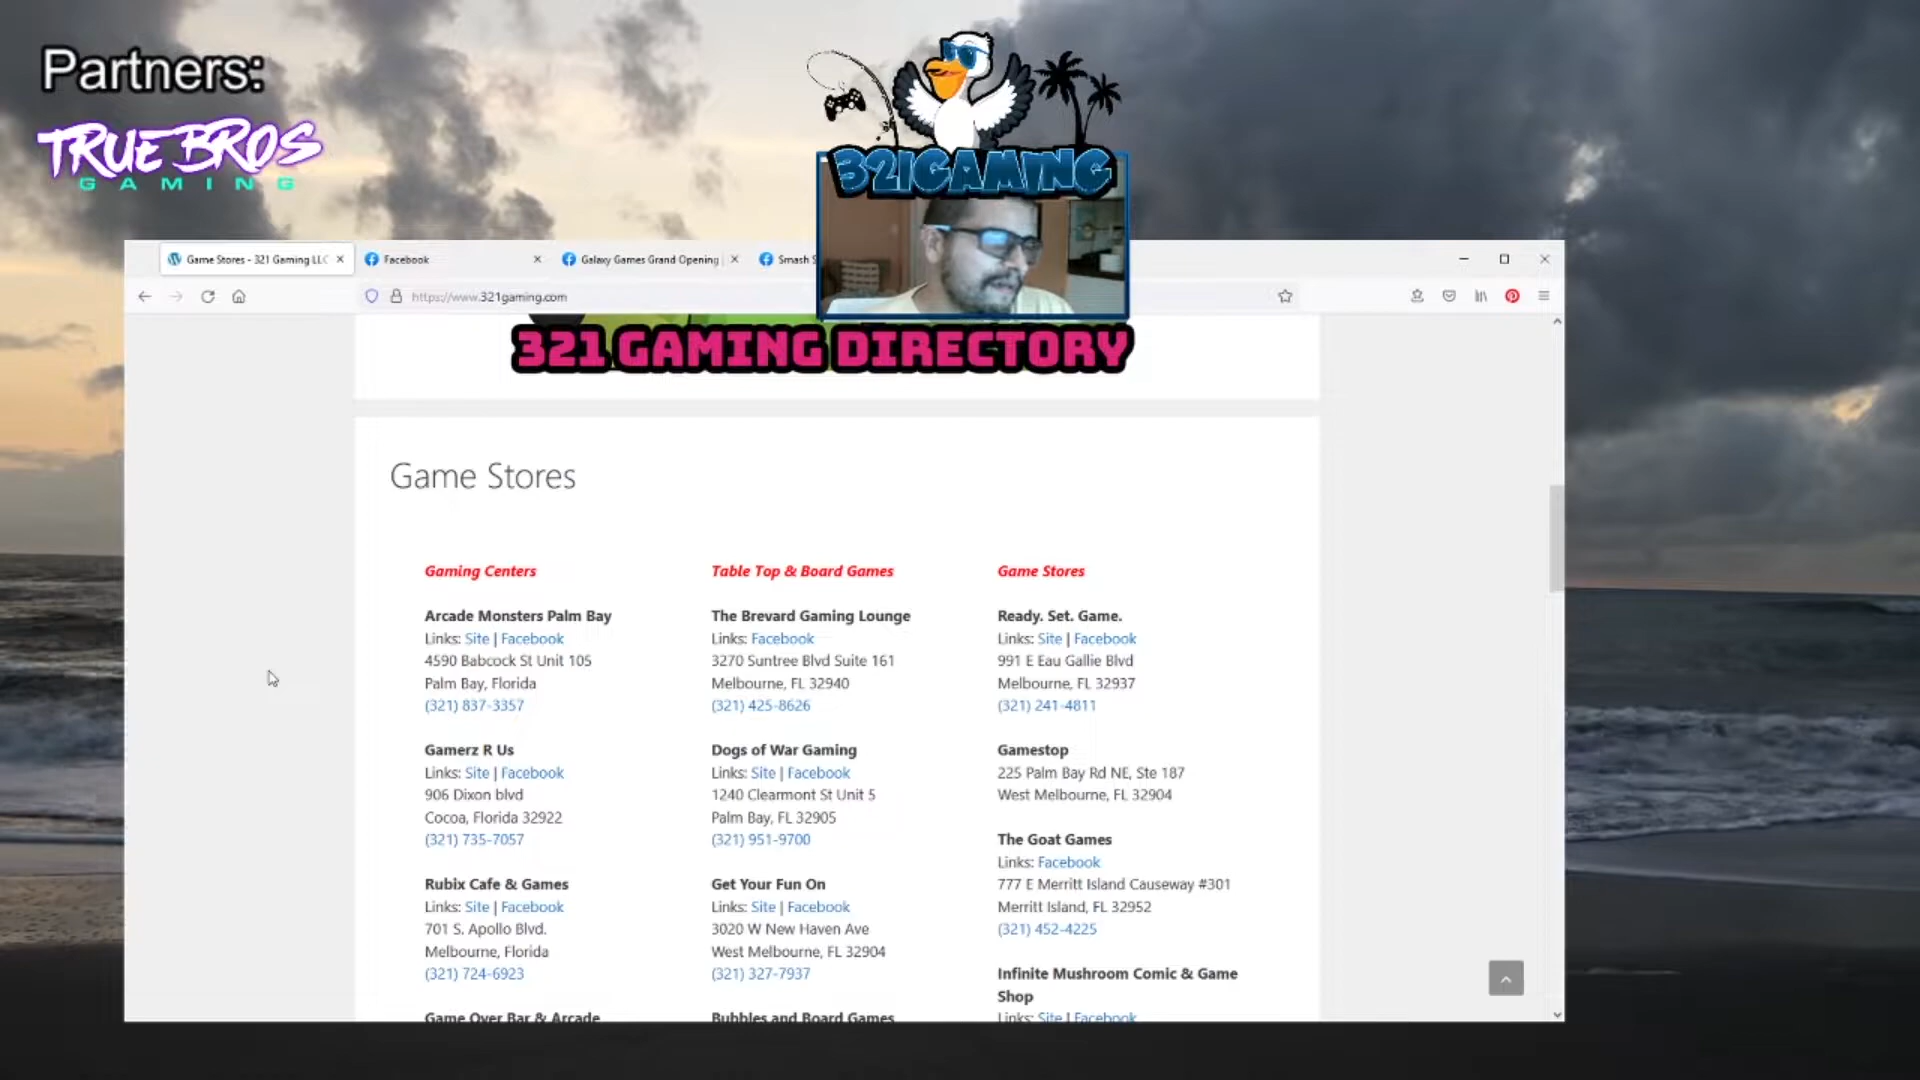 Partners:
TRUE BROS
GAMING
321GAMING
Game Stores - 321 Gaming LLC
Facebook
Galaxy Games Grand Opening |
Smash S
https://www.321gaming.com
321 GAMING DIRECTORY
Game Stores
Gaming Centers
Arcade Monsters Palm Bay
Links: Site | Facebook
4590 Babcock St Unit 105
Palm Bay, Florida
(321) 837-3357
Gamerz R Us
Links: Site | Facebook
906 Dixon blvd
Cocoa, Florida 32922
(321) 735-7057
Rubix Cafe & Games
Links: Site | Facebook
701 S. Apollo Blvd.
Melbourne, Florida
(321) 724-6923
Game Over Bar & Arcade
Table Top & Board Games
The Brevard Gaming Lounge
Links: Facebook
3270 Suntree Blvd Suite 161
Melbourne, FL 32940
(321) 425-8626
Dogs of War Gaming
Links: Site | Facebook
1240 Clearmont St Unit 5
Palm Bay, FL 32905
(321) 951-9700
Get Your Fun On
Links: Site | Facebook
3020 W New Haven Ave
West Melbourne, FL 32904
(321) 327-7937
Bubbles and Board Games
Game Stores
Ready. Set. Game.
Links: Site | Facebook
991 E Eau Gallie Blvd
Melbourne, FL 32937
(321) 241-4811
Gamestop
225 Palm Bay Rd NE, Ste 187
West Melbourne, FL 32904
The Goat Games
Links: Facebook
777 E Merritt Island Causeway #301
Merritt Island, FL 32952
(321) 452-4225
Infinite Mushroom Comic & Game
Shop
Links: Site | Facebook